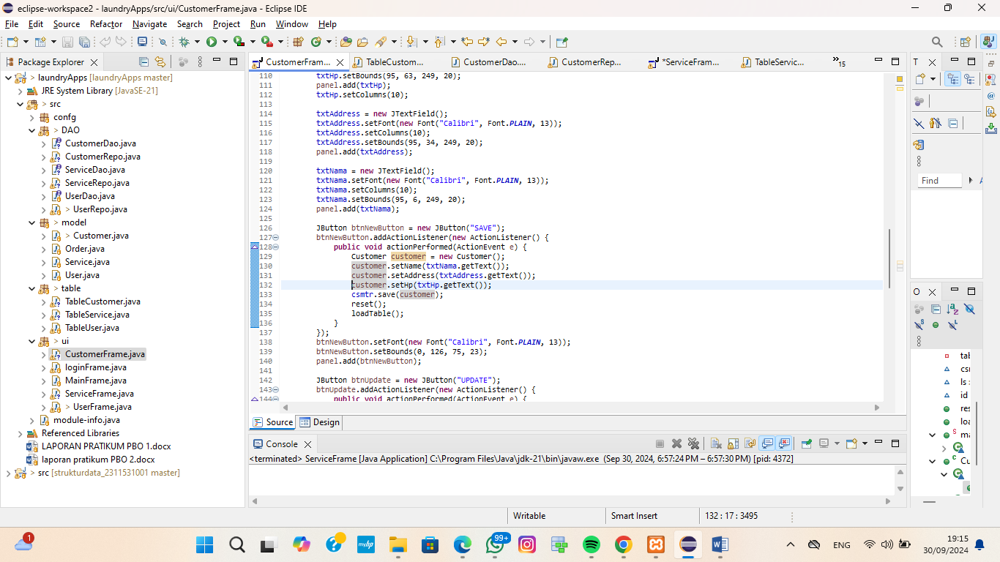 eclipse-workspace2 - laundryApps/src/ui/CustomerFrame.java - Eclipse IDE
File Edit Source Refactor Navigate Search Project Run Window Help
Package Explorer
> laundryApps [laundryApps master]
JRE System Library [JavaSE-21]
> src
confg
> DAO
CustomerDao.java
CustomerRepo.java
ServiceDao.java
ServiceRepo.java
UserDao.java
> UserRepo.java
> model
> Customer.java
Order.java
Service.java
User.java
> table
TableCustomer.java
TableService.java
TableUser.java
> ui
CustomerFrame.java
loginFrame.java
MainFrame.java
ServiceFrame.java
> UserFrame.java
module-info.java
Referenced Libraries
LAPORAN PRATIKUM PBO 1.docx
laporan pratikum PBO 2.docx
> src [strukturdata_2311531001 master]
CustomerFram... TableCustom... CustomerDao.... CustomerRep... *ServiceFram... TableServic... »15
110 txtHp.setBounds(95, 63, 249, 20);
111 panel.add(txtHp);
112 txtHp.setColumns(10);
113
114 txtAddress = new JTextField();
115 txtAddress.setFont(new Font("Calibri", Font.PLAIN, 13));
116 txtAddress.setColumns(10);
117 txtAddress.setBounds(95, 34, 249, 20);
118 panel.add(txtAddress);
119
120 txtNama = new JTextField();
121 txtNama.setFont(new Font("Calibri", Font.PLAIN, 13));
122 txtNama.setColumns(10);
123 txtNama.setBounds(95, 6, 249, 20);
124 panel.add(txtNama);
125
126 JButton btnNewButton = new JButton("SAVE");
127 btnNewButton.addActionListener(new ActionListener() {
128 public void actionPerformed(ActionEvent e) {
129 Customer customer = new Customer();
130 customer.setName(txtNama.getText());
131 customer.setAddress(txtAddress.getText());
132 customer.setHp(txtHp.getText());
133 csmtr.save(customer);
134 reset();
135 loadTable();
136 }
137 });
138 btnNewButton.setFont(new Font("Calibri", Font.PLAIN, 13));
139 btnNewButton.setBounds(0, 126, 75, 23);
140 panel.add(btnNewButton);
141
142 JButton btnUpdate = new JButton("UPDATE");
143 btnUpdate.addActionListener(new ActionListener() {
144 public void actionPerformed(ActionEvent e) {
Source Design
Console
<terminated> ServiceFrame [Java Application] C:\Program Files\Java\jdk-21\bin\javaw.exe (Sep 30, 2024, 6:57:24 PM – 6:57:30 PM) [pid: 4372]
T
Find
O
tab
csr
ls :
id
res
loa
ma
Cu
Writable Smart Insert 132 : 17 : 3495
1
myhp
99+
ENG
19:15
30/09/2024